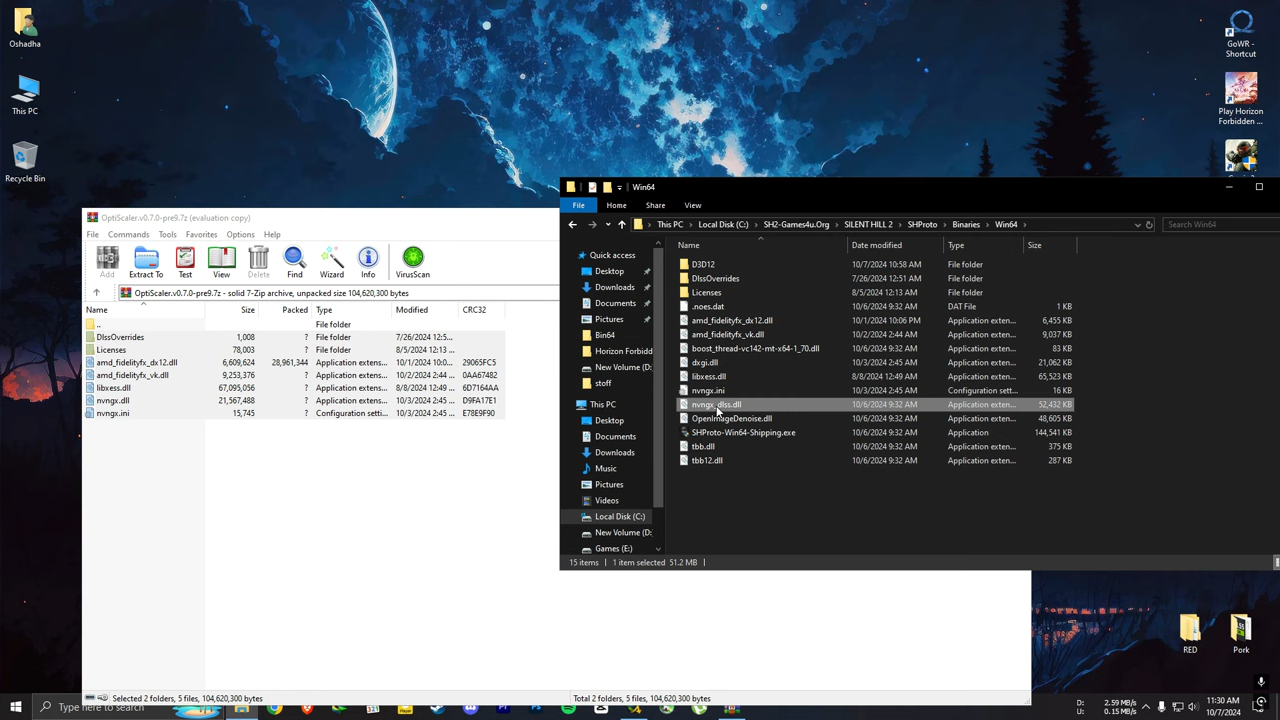 Oshadha
This PC
Recycle Bin
GoWR -
Shortcut
Play Horizon
Forbidden ...
OptiScaler.v0.7.0-pre9.7z (evaluation copy)
File Commands Tools Favorites Options Help
Add Extract To Test View Delete Find Wizard Info VirusScan
OptiScaler.v0.7.0-pre9.7z - solid 7-Zip archive, unpacked size 104,620,300 bytes
Name Size Packed Type Modified CRC32
.. File folder
DlssOverrides 1,008 ? File folder 7/26/2024 12:5...
Licenses 78,003 ? File folder 8/5/2024 12:13 ...
amd_fidelityfx_dx12.dll 6,609,624 28,961,344 Application extens... 10/1/2024 10:0... 29065FC5
amd_fidelityfx_vk.dll 9,253,376 ? Application extens... 10/2/2024 2:44 ... 0AA67482
libxess.dll 67,095,056 ? Application extens... 8/8/2024 12:49 ... 6D7164AA
nvngx.dll 21,567,488 ? Application extens... 10/3/2024 2:45 ... D9FA17E1
nvngx.ini 15,745 ? Configuration setti... 10/3/2024 2:45 ... E78E9F90
Selected 2 folders, 5 files, 104,620,300 bytes
Total 2 folders, 5 files, 104,620,300 bytes
Win64
File Home Share View
This PC Local Disk (C:) SH2-Games4u.Org SILENT HILL 2 SHProto Binaries Win64
Search Win64
Quick access
Desktop
Downloads
Documents
Pictures
Bin64
Horizon Forbidd
New Volume (D:
stoff
This PC
Desktop
Documents
Downloads
Music
Pictures
Videos
Local Disk (C:)
New Volume (D:
Games (E:)
Name Date modified Type Size
D3D12 10/7/2024 10:58 AM File folder
DlssOverrides 7/26/2024 12:51 AM File folder
Licenses 8/5/2024 12:13 AM File folder
.noes.dat 10/6/2024 9:32 AM DAT File 1 KB
amd_fidelityfx_dx12.dll 10/1/2024 10:06 PM Application exten... 6,455 KB
amd_fidelityfx_vk.dll 10/2/2024 2:44 AM Application exten... 9,037 KB
boost_thread-vc142-mt-x64-1_70.dll 10/6/2024 9:32 AM Application exten... 83 KB
dxgi.dll 10/3/2024 2:45 AM Application exten... 21,062 KB
libxess.dll 8/8/2024 12:49 AM Application exten... 65,523 KB
nvngx.ini 10/3/2024 2:45 AM Configuration sett... 16 KB
nvngx_dlss.dll 10/6/2024 9:32 AM Application exten... 52,432 KB
OpenImageDenoise.dll 10/6/2024 9:32 AM Application exten... 48,605 KB
SHProto-Win64-Shipping.exe 10/6/2024 9:32 AM Application 144,541 KB
tbb.dll 10/6/2024 9:32 AM Application exten... 375 KB
tbb12.dll 10/6/2024 9:32 AM Application exten... 287 KB
15 items 1 item selected 51.2 MB
RED
Pork
Type here to search
D: 2.59 MB/s
U: 0.15 MB/s
11:30 AM
10/7/2024